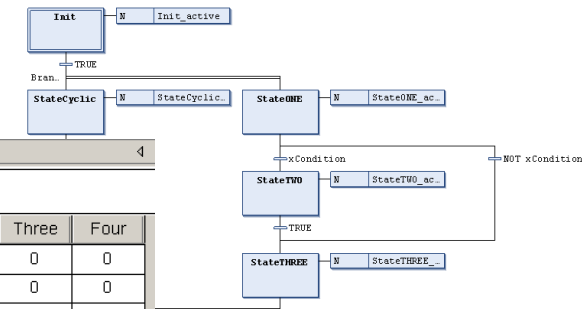 Init N Init_active
TRUE
Bran...
StateCyclic N StateCyclic...
StateONE N StateONE_ac...
xCondition
NOT xCondition
StateTWO N StateTWO_ac...
TRUE
Three Four
0 0
0 0
StateTHREE N StateTHREE_...